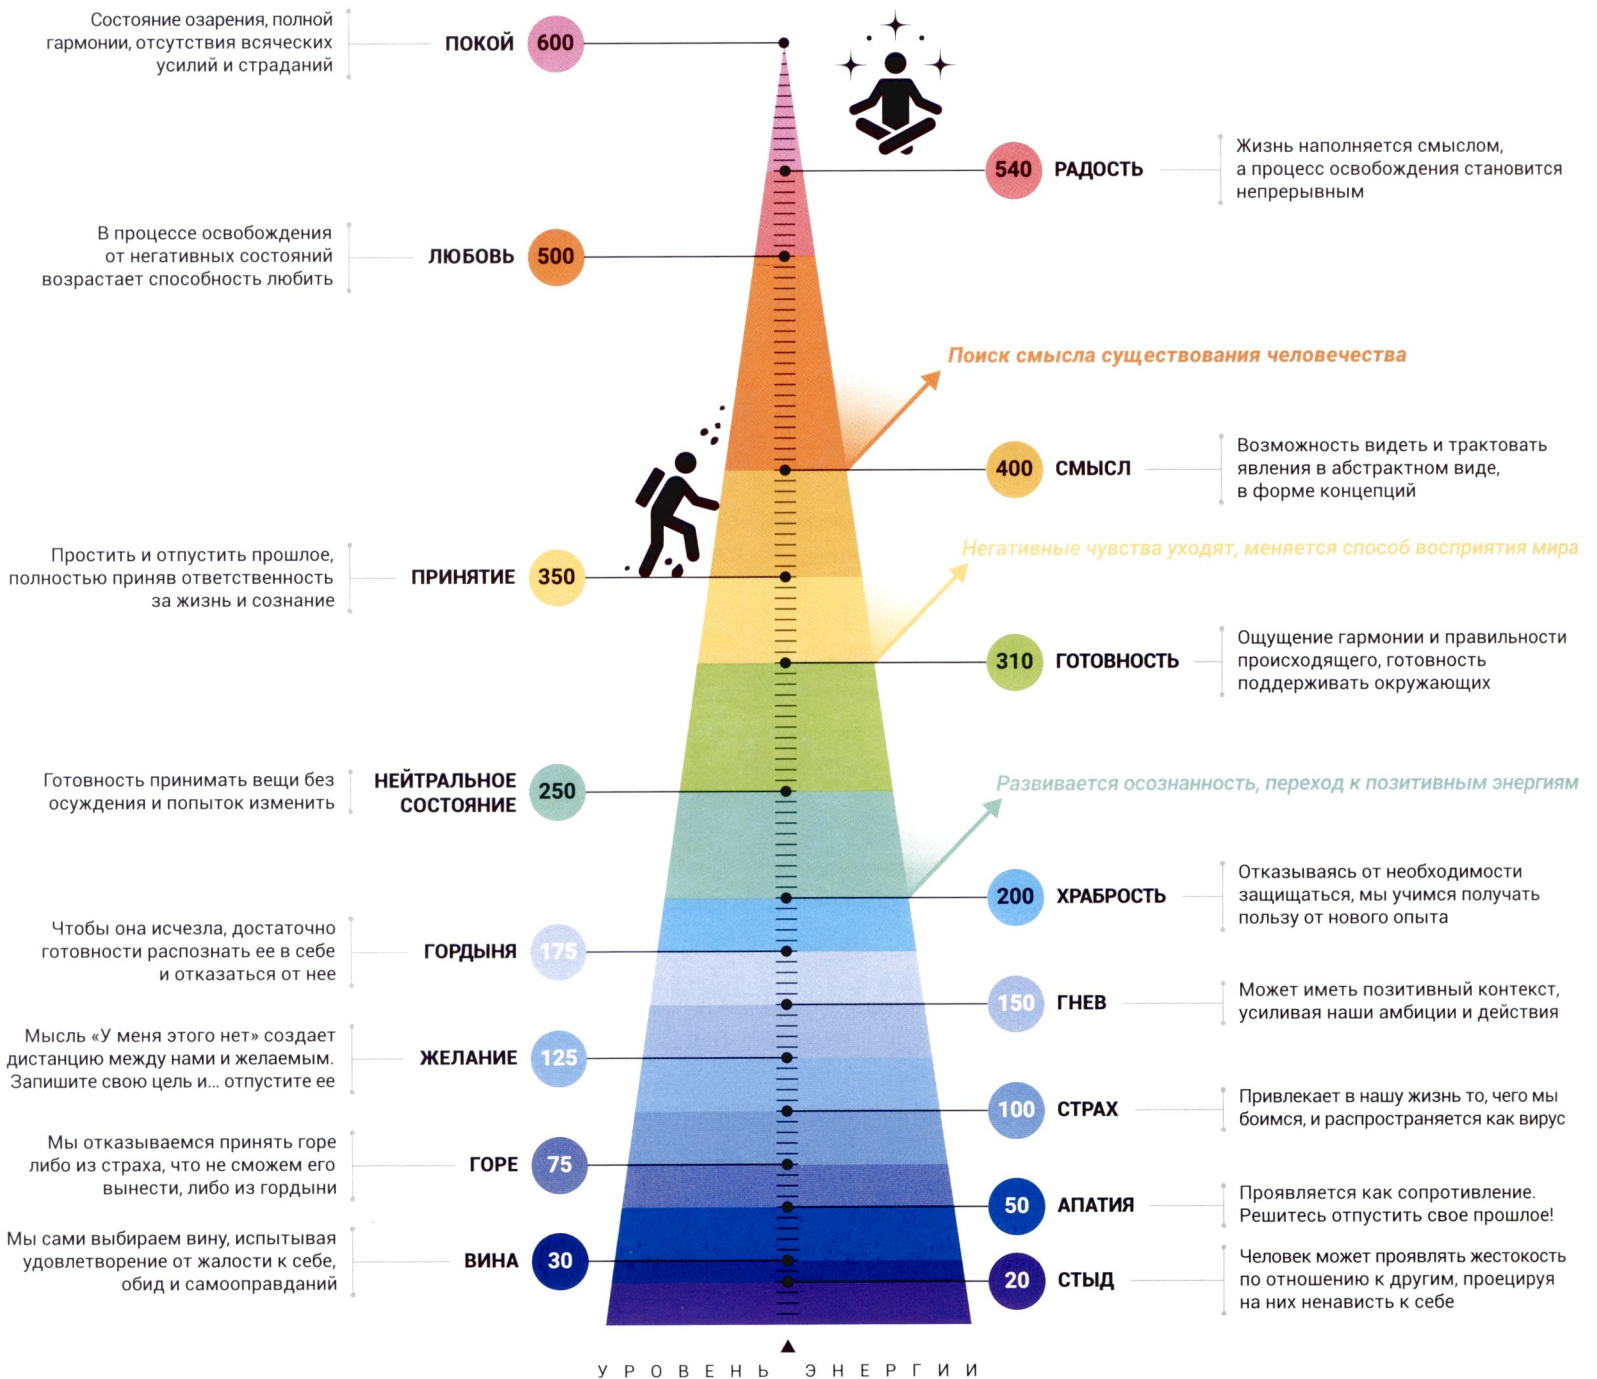 Состояние озарения, полной
гармонии, отсутствия всяческих
усилий и страданий
ПОКОЙ
600
540
РАДОСТЬ
Жизнь наполняется смыслом,
а процесс освобождения становится
непрерывным
В процессе освобождения
от негативных состояний
возрастает способность любить
ЛЮБОВЬ
500
Поиск смысла существования человечества
400
СМЫСЛ
Возможность видеть и трактовать
явления в абстрактном виде,
в форме концепций
Простить и отпустить прошлое,
полностью приняв ответственность
за жизнь и сознание
ПРИНЯТИЕ
350
Негативные чувства уходят, меняется способ восприятия мира
310
ГОТОВНОСТЬ
Ощущение гармонии и правильности
происходящего, готовность
поддерживать окружающих
Готовность принимать вещи без
осуждения и попыток изменить
НЕЙТРАЛЬНОЕ
СОСТОЯНИЕ
250
Развивается осознанность, переход к позитивным энергиям
200
ХРАБРОСТЬ
Отказываясь от необходимости
защищаться, мы учимся получать
пользу от нового опыта
Чтобы она исчезла, достаточно
готовности распознать ее в себе
и отказаться от нее
ГОРДЫНЯ
175
150
ГНЕВ
Может иметь позитивный контекст,
усиливая наши амбиции и действия
Мысль «У меня этого нет» создает
дистанцию между нами и желаемым.
Запишите свою цель и... отпустите ее
ЖЕЛАНИЕ
125
100
СТРАХ
Привлекает в нашу жизнь то, чего мы
боимся, и распространяется как вирус
Мы отказываемся принять горе
либо из страха, что не сможем его
вынести, либо из гордыни
ГОРЕ
75
50
АПАТИЯ
Проявляется как сопротивление.
Решитесь отпустить свое прошлое!
Мы сами выбираем вину, испытывая
удовлетворение от жалости к себе,
обид и самооправданий
ВИНА
30
20
СТЫД
Человек может проявлять жестокость
по отношению к другим, проецируя
на них ненависть к себе
УРОВЕНЬ ЭНЕРГИИ